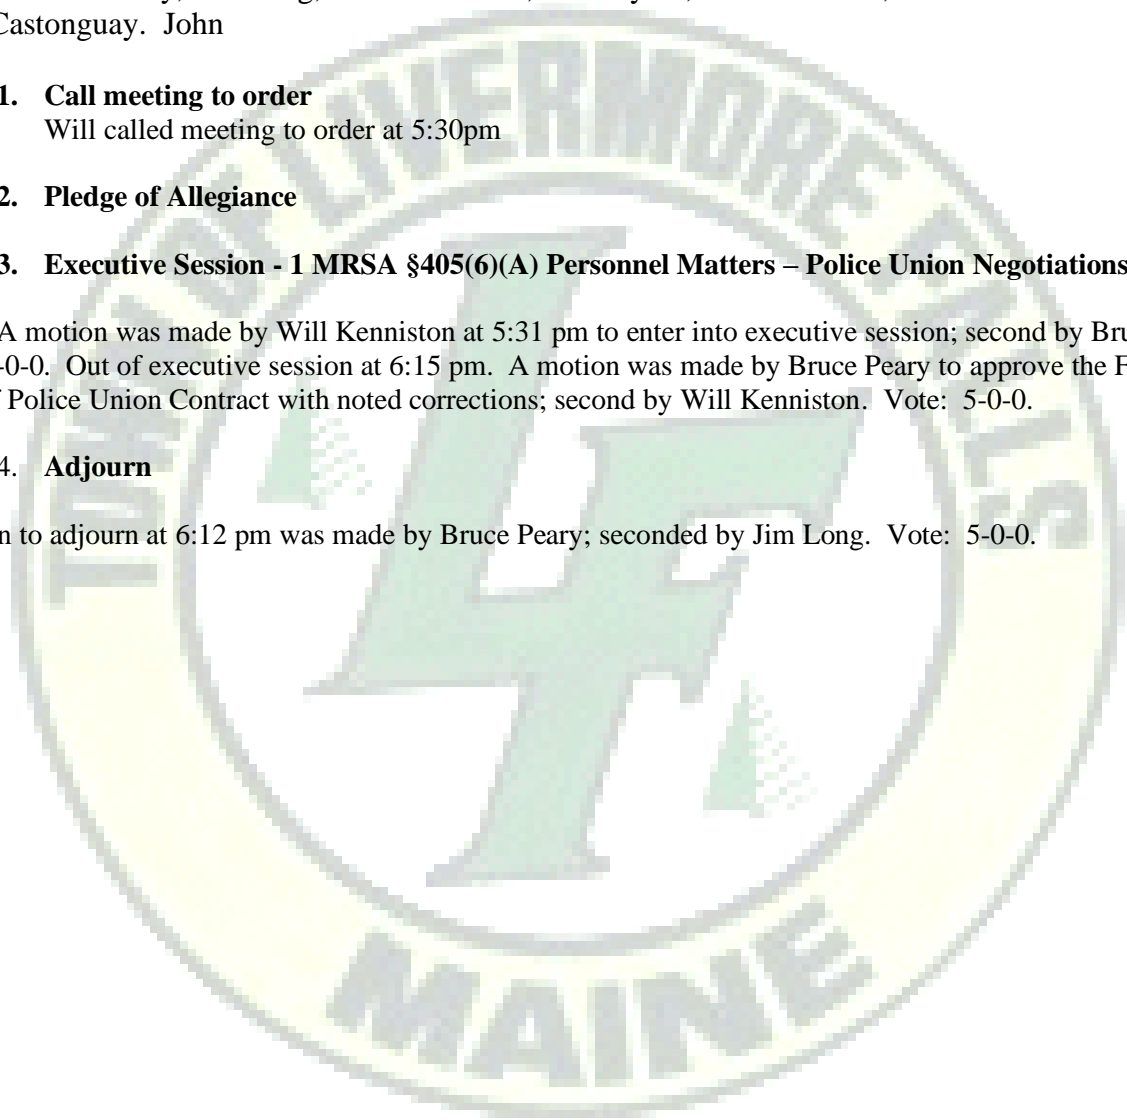 Castonguay. John
1. Call meeting to order
Will called meeting to order at 5:30pm
2. Pledge of Allegiance
3. Executive Session - 1 MRSA §405(6)(A) Personnel Matters – Police Union Negotiations
A motion was made by Will Kenniston at 5:31 pm to enter into executive session; second by Bru
-0-0. Out of executive session at 6:15 pm. A motion was made by Bruce Peary to approve the F
Police Union Contract with noted corrections; second by Will Kenniston. Vote: 5-0-0.
4. Adjourn
n to adjourn at 6:12 pm was made by Bruce Peary; seconded by Jim Long. Vote: 5-0-0.
TOWN OF LIVERMORE FALLS
LF
MAINE